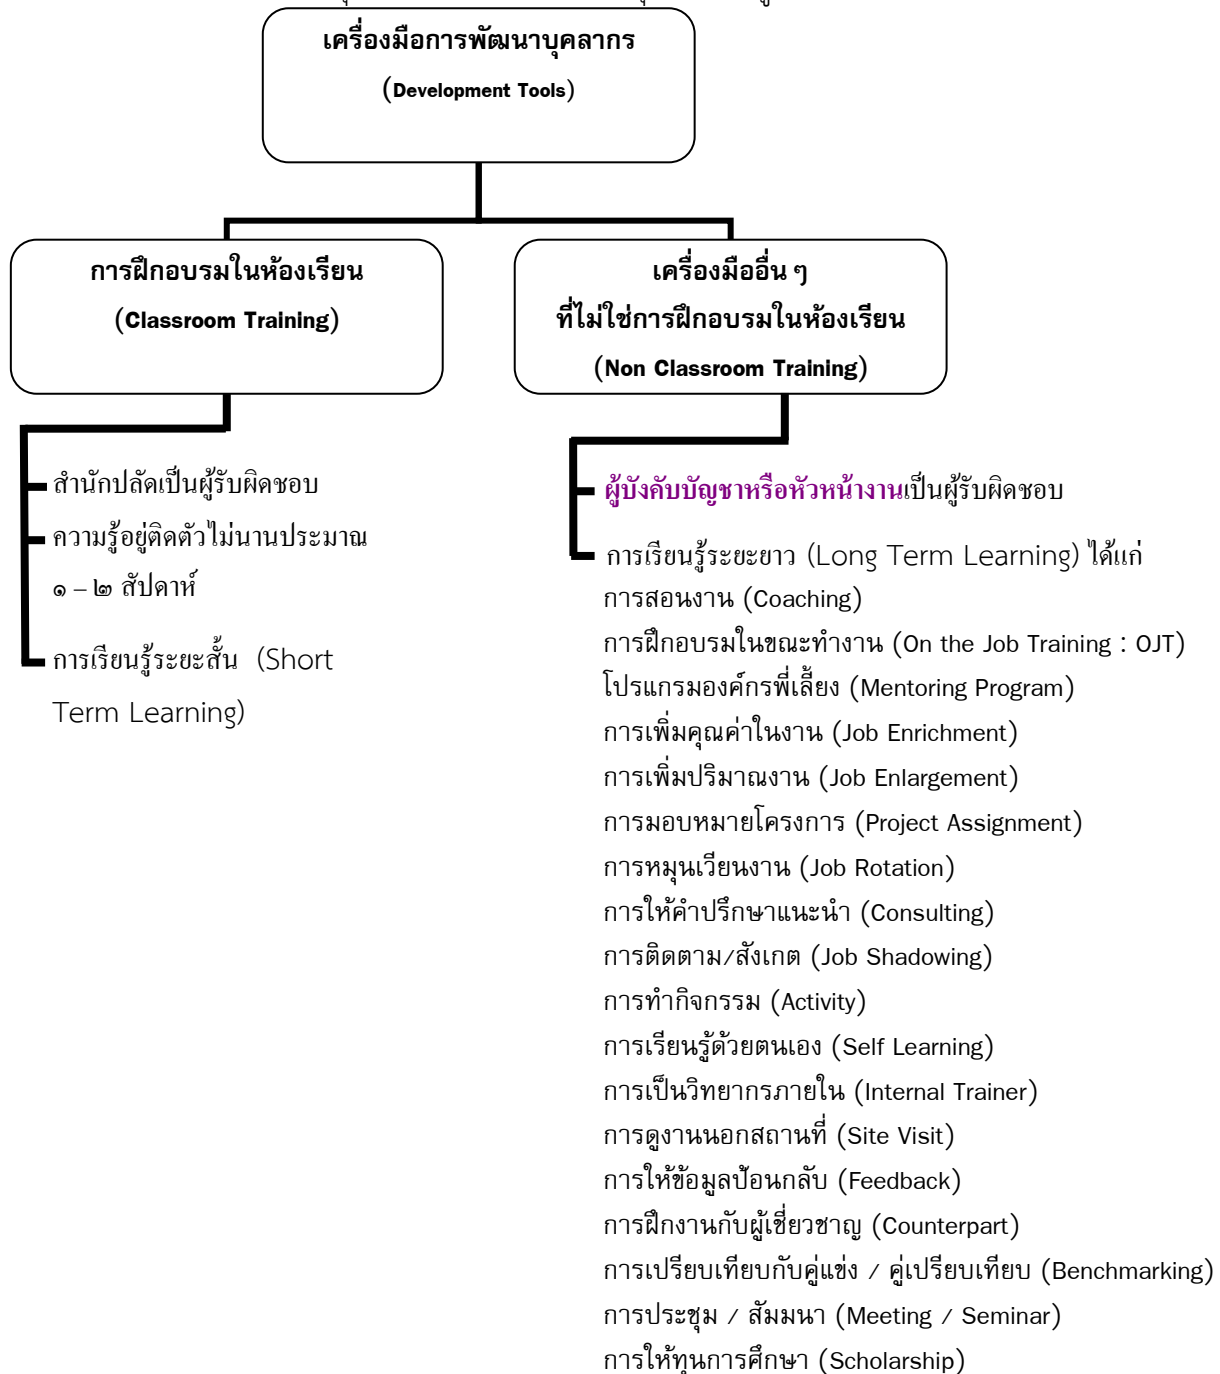 เครื่องมือการพัฒนาบุคลากร
(Development Tools)
การฝึกอบรมในห้องเรียน
(Classroom Training)
เครื่องมืออื่น ๆ
ที่ไม่ใช่การฝึกอบรมในห้องเรียน
(Non Classroom Training)
สำนักปลัดเป็นผู้รับผิดชอบ
ความรู้อยู่ติดตัวไม่นานประมาณ
๑ – ๒ สัปดาห์
การเรียนรู้ระยะสั้น (Short
Term Learning)
ผู้บังคับบัญชาหรือหัวหน้างานเป็นผู้รับผิดชอบ
การเรียนรู้ระยะยาว (Long Term Learning) ได้แก่
การสอนงาน (Coaching)
การฝึกอบรมในขณะทำงาน (On the Job Training : OJT)
โปรแกรมองค์กรพี่เลี้ยง (Mentoring Program)
การเพิ่มคุณค่าในงาน (Job Enrichment)
การเพิ่มปริมาณงาน (Job Enlargement)
การมอบหมายโครงการ (Project Assignment)
การหมุนเวียนงาน (Job Rotation)
การให้คำปรึกษาแนะนำ (Consulting)
การติดตาม/สังเกต (Job Shadowing)
การทำกิจกรรม (Activity)
การเรียนรู้ด้วยตนเอง (Self Learning)
การเป็นวิทยากรภายใน (Internal Trainer)
การดูงานนอกสถานที่ (Site Visit)
การให้ข้อมูลป้อนกลับ (Feedback)
การฝึกงานกับผู้เชี่ยวชาญ (Counterpart)
การเปรียบเทียบกับคู่แข่ง / คู่เปรียบเทียบ (Benchmarking)
การประชุม / สัมมนา (Meeting / Seminar)
การให้ทุนการศึกษา (Scholarship)